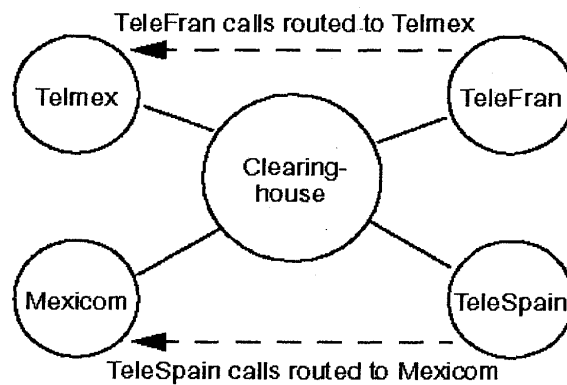 TeleFran calls routed to Telmex
Telmex
TeleFran
Clearing-
house
Mexicom
TeleSpain
TeleSpain calls routed to Mexicom